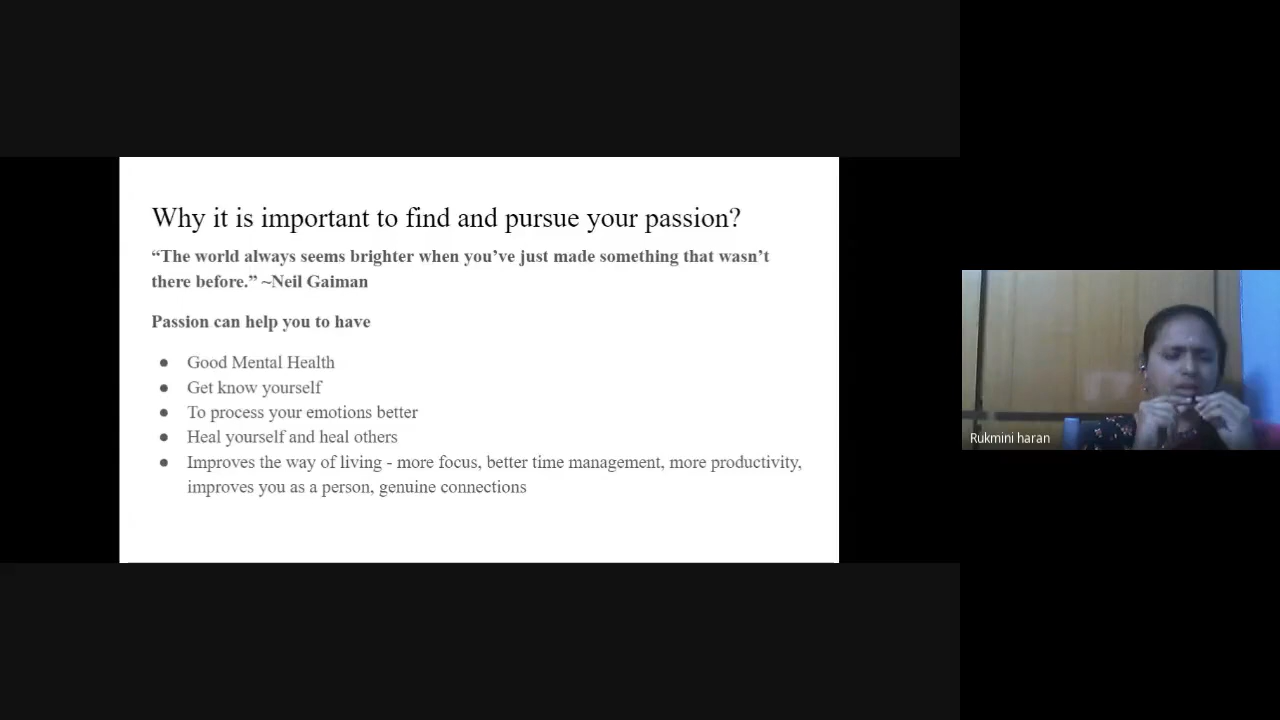 Why it is important to find and pursue your passion?
“The world always seems brighter when you’ve just made something that wasn’t
there before.” ~Neil Gaiman
Passion can help you to have
● Good Mental Health
● Get know yourself
● To process your emotions better
● Heal yourself and heal others
● Improves the way of living - more focus, better time management, more productivity,
improves you as a person, genuine connections
Rukmini haran